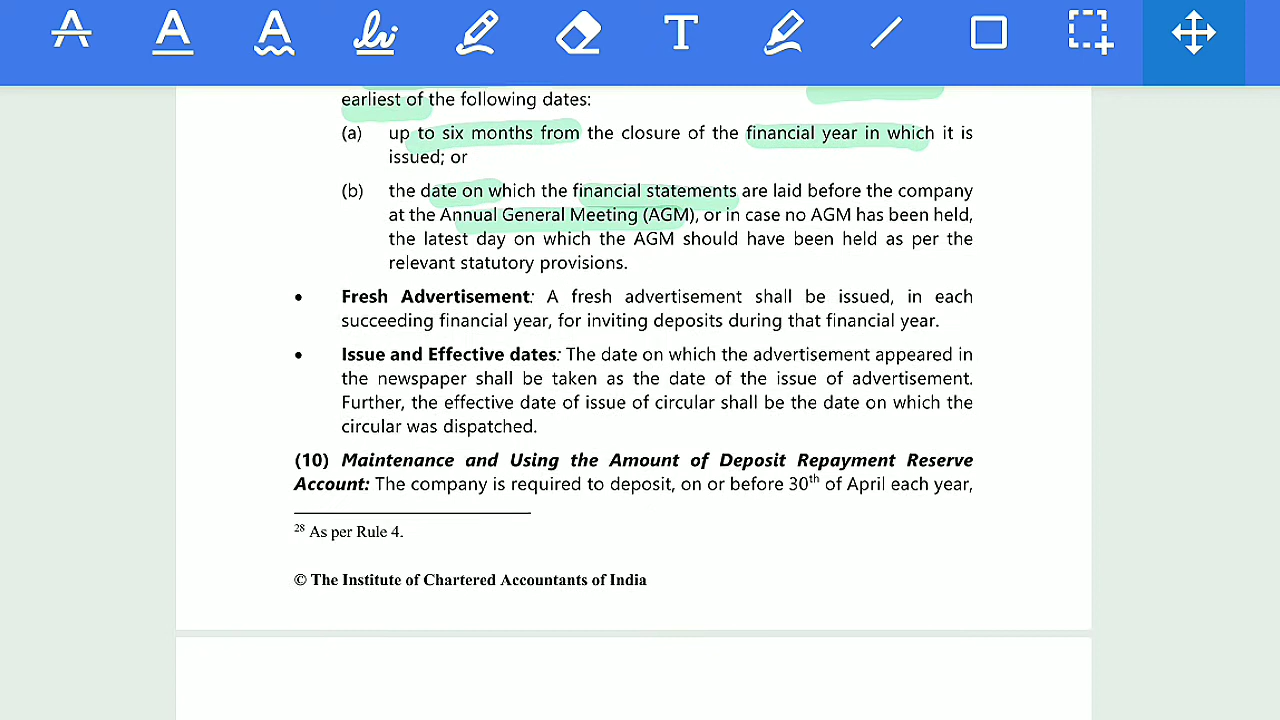 earliest of the following dates:
(a) up to six months from the closure of the financial year in which it is
issued; or
(b) the date on which the financial statements are laid before the company
at the Annual General Meeting (AGM), or in case no AGM has been held,
the latest day on which the AGM should have been held as per the
relevant statutory provisions.
• Fresh Advertisement: A fresh advertisement shall be issued, in each
succeeding financial year, for inviting deposits during that financial year.
• Issue and Effective dates: The date on which the advertisement appeared in
the newspaper shall be taken as the date of the issue of advertisement.
Further, the effective date of issue of circular shall be the date on which the
circular was dispatched.
(10) Maintenance and Using the Amount of Deposit Repayment Reserve
Account: The company is required to deposit, on or before 30th of April each year,
28 As per Rule 4.
© The Institute of Chartered Accountants of India